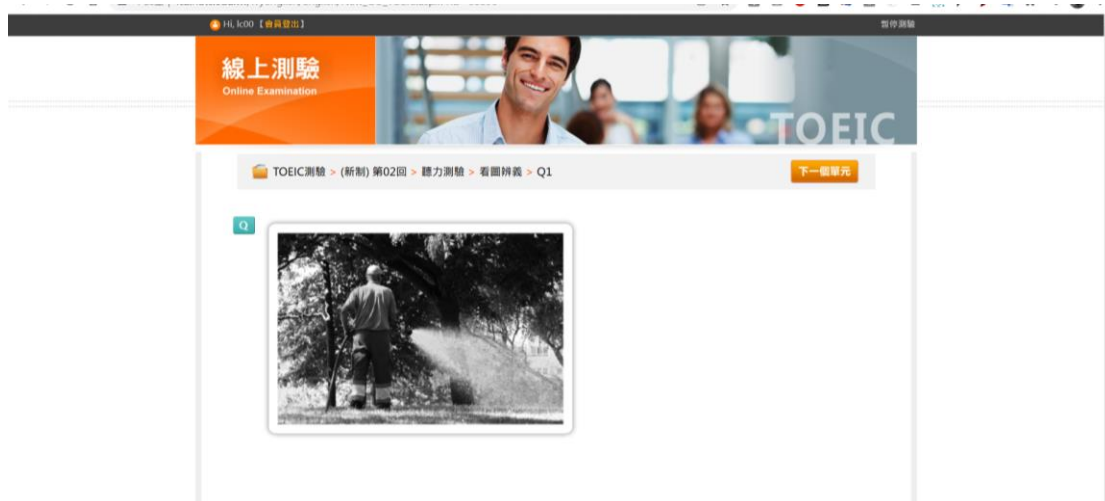 Hi, lc00【會員登出】
暫停測驗
線上測驗
Online Examination
TOEIC
TOEIC測驗 > (新制) 第02回 > 聽力測驗 > 看圖辨義 > Q1
下一個單元
Q